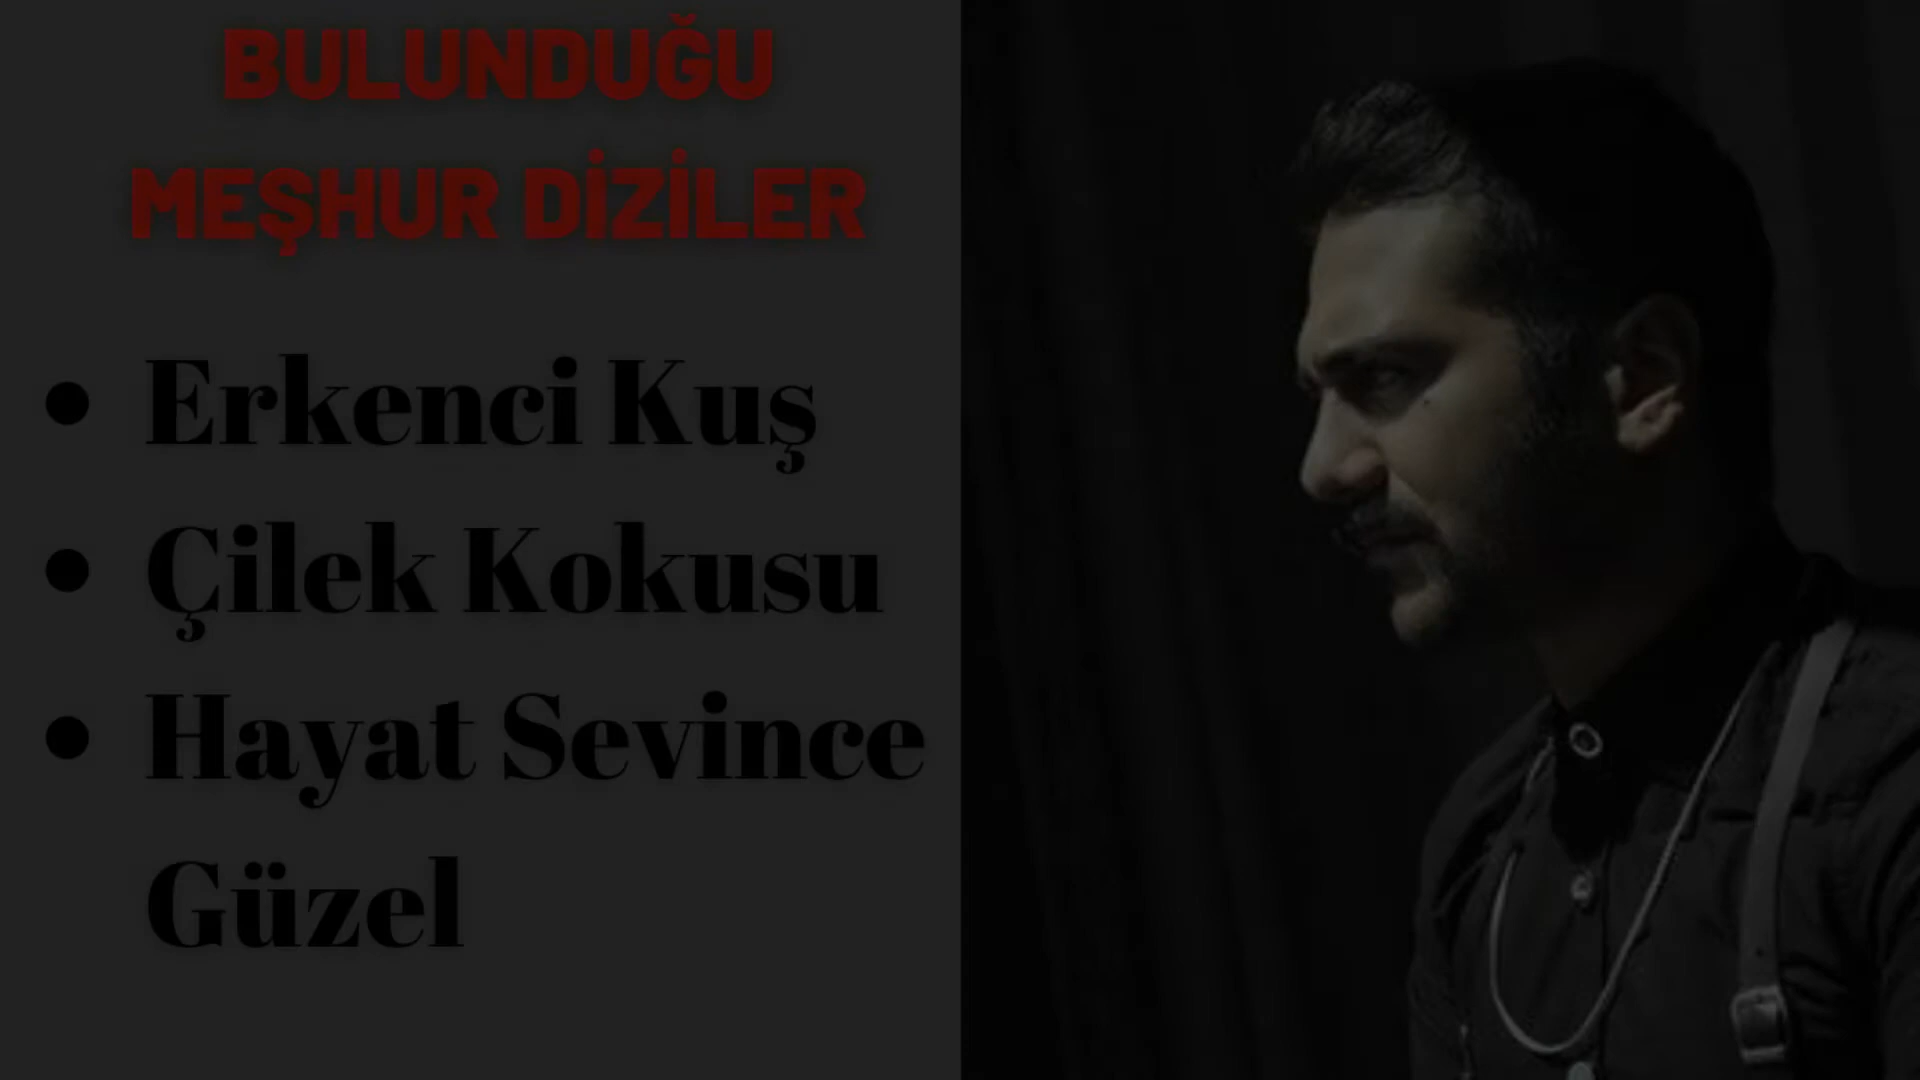 BULUNDUĞU
MEŞHUR DİZİLER
• Erkenci Kuş
• Çilek Kokusu
• Hayat Sevince
Güzel